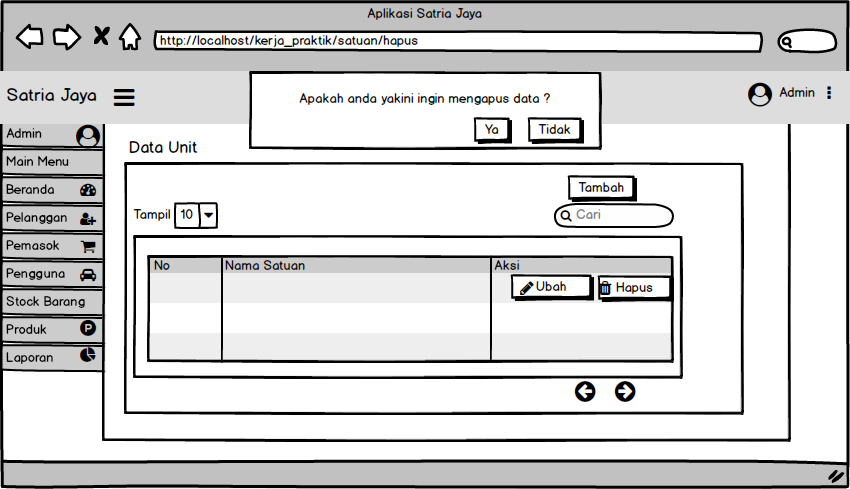 Aplikasi Satria Jaya
http://localhost/kerja_praktik/satuan/hapus
Satria Jaya
Apakah anda yakini ingin mengapus data ?
Ya Tidak
Admin
Admin
Main Menu
Beranda
Pelanggan
Pemasok
Pengguna
Stock Barang
Produk P
Laporan
Data Unit
Tambah
Tampil 10
Cari
No Nama Satuan Aksi
Ubah Hapus